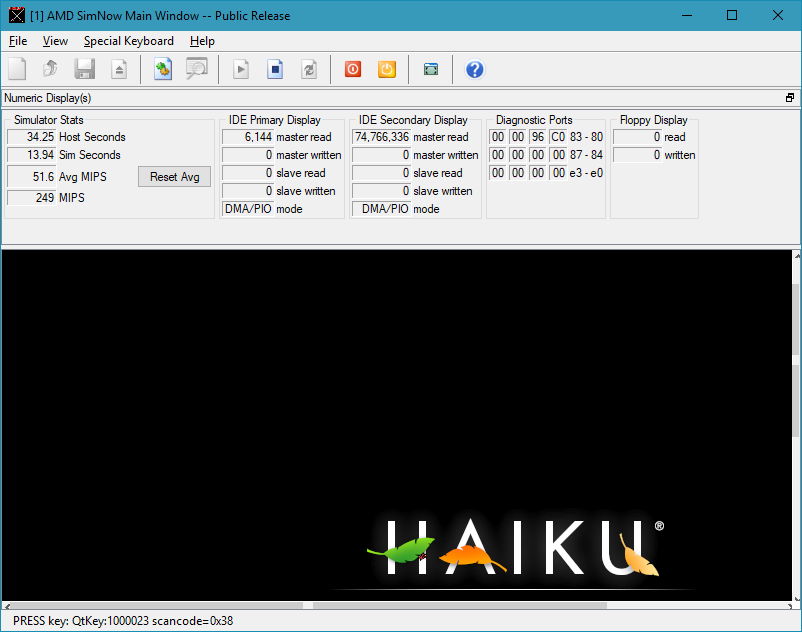 [1] AMD SimNow Main Window -- Public Release
File View Special Keyboard Help
Numeric Display(s)
Simulator Stats
34.25 Host Seconds
13.94 Sim Seconds
51.6 Avg MIPS Reset Avg
249 MIPS
IDE Primary Display
6,144 master read
0 master written
0 slave read
0 slave written
DMA/PIO mode
IDE Secondary Display
74,766,336 master read
0 master written
0 slave read
0 slave written
DMA/PIO mode
Diagnostic Ports
00 00 96 C0 83 - 80
00 00 00 00 87 - 84
00 00 00 00 e3 - e0
Floppy Display
0 read
0 written
HAIKU®
PRESS key: QtKey:1000023 scancode=0x38